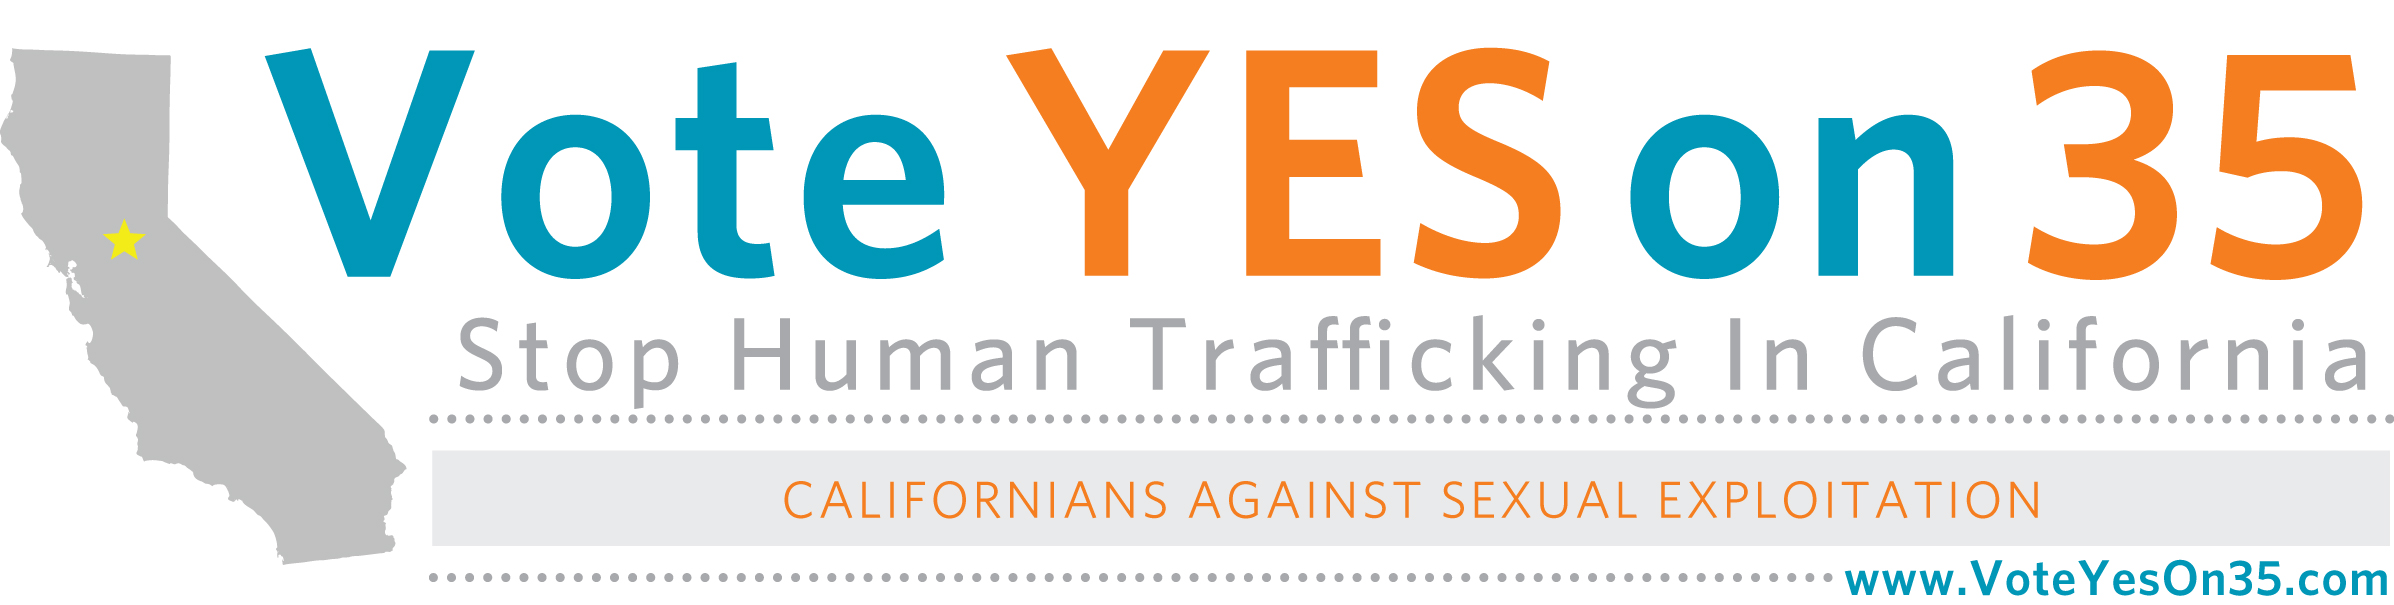 Vote YES on 35
Stop Human Trafficking In California
CALIFORNIANS AGAINST SEXUAL EXPLOITATION
www.VoteYesOn35.com